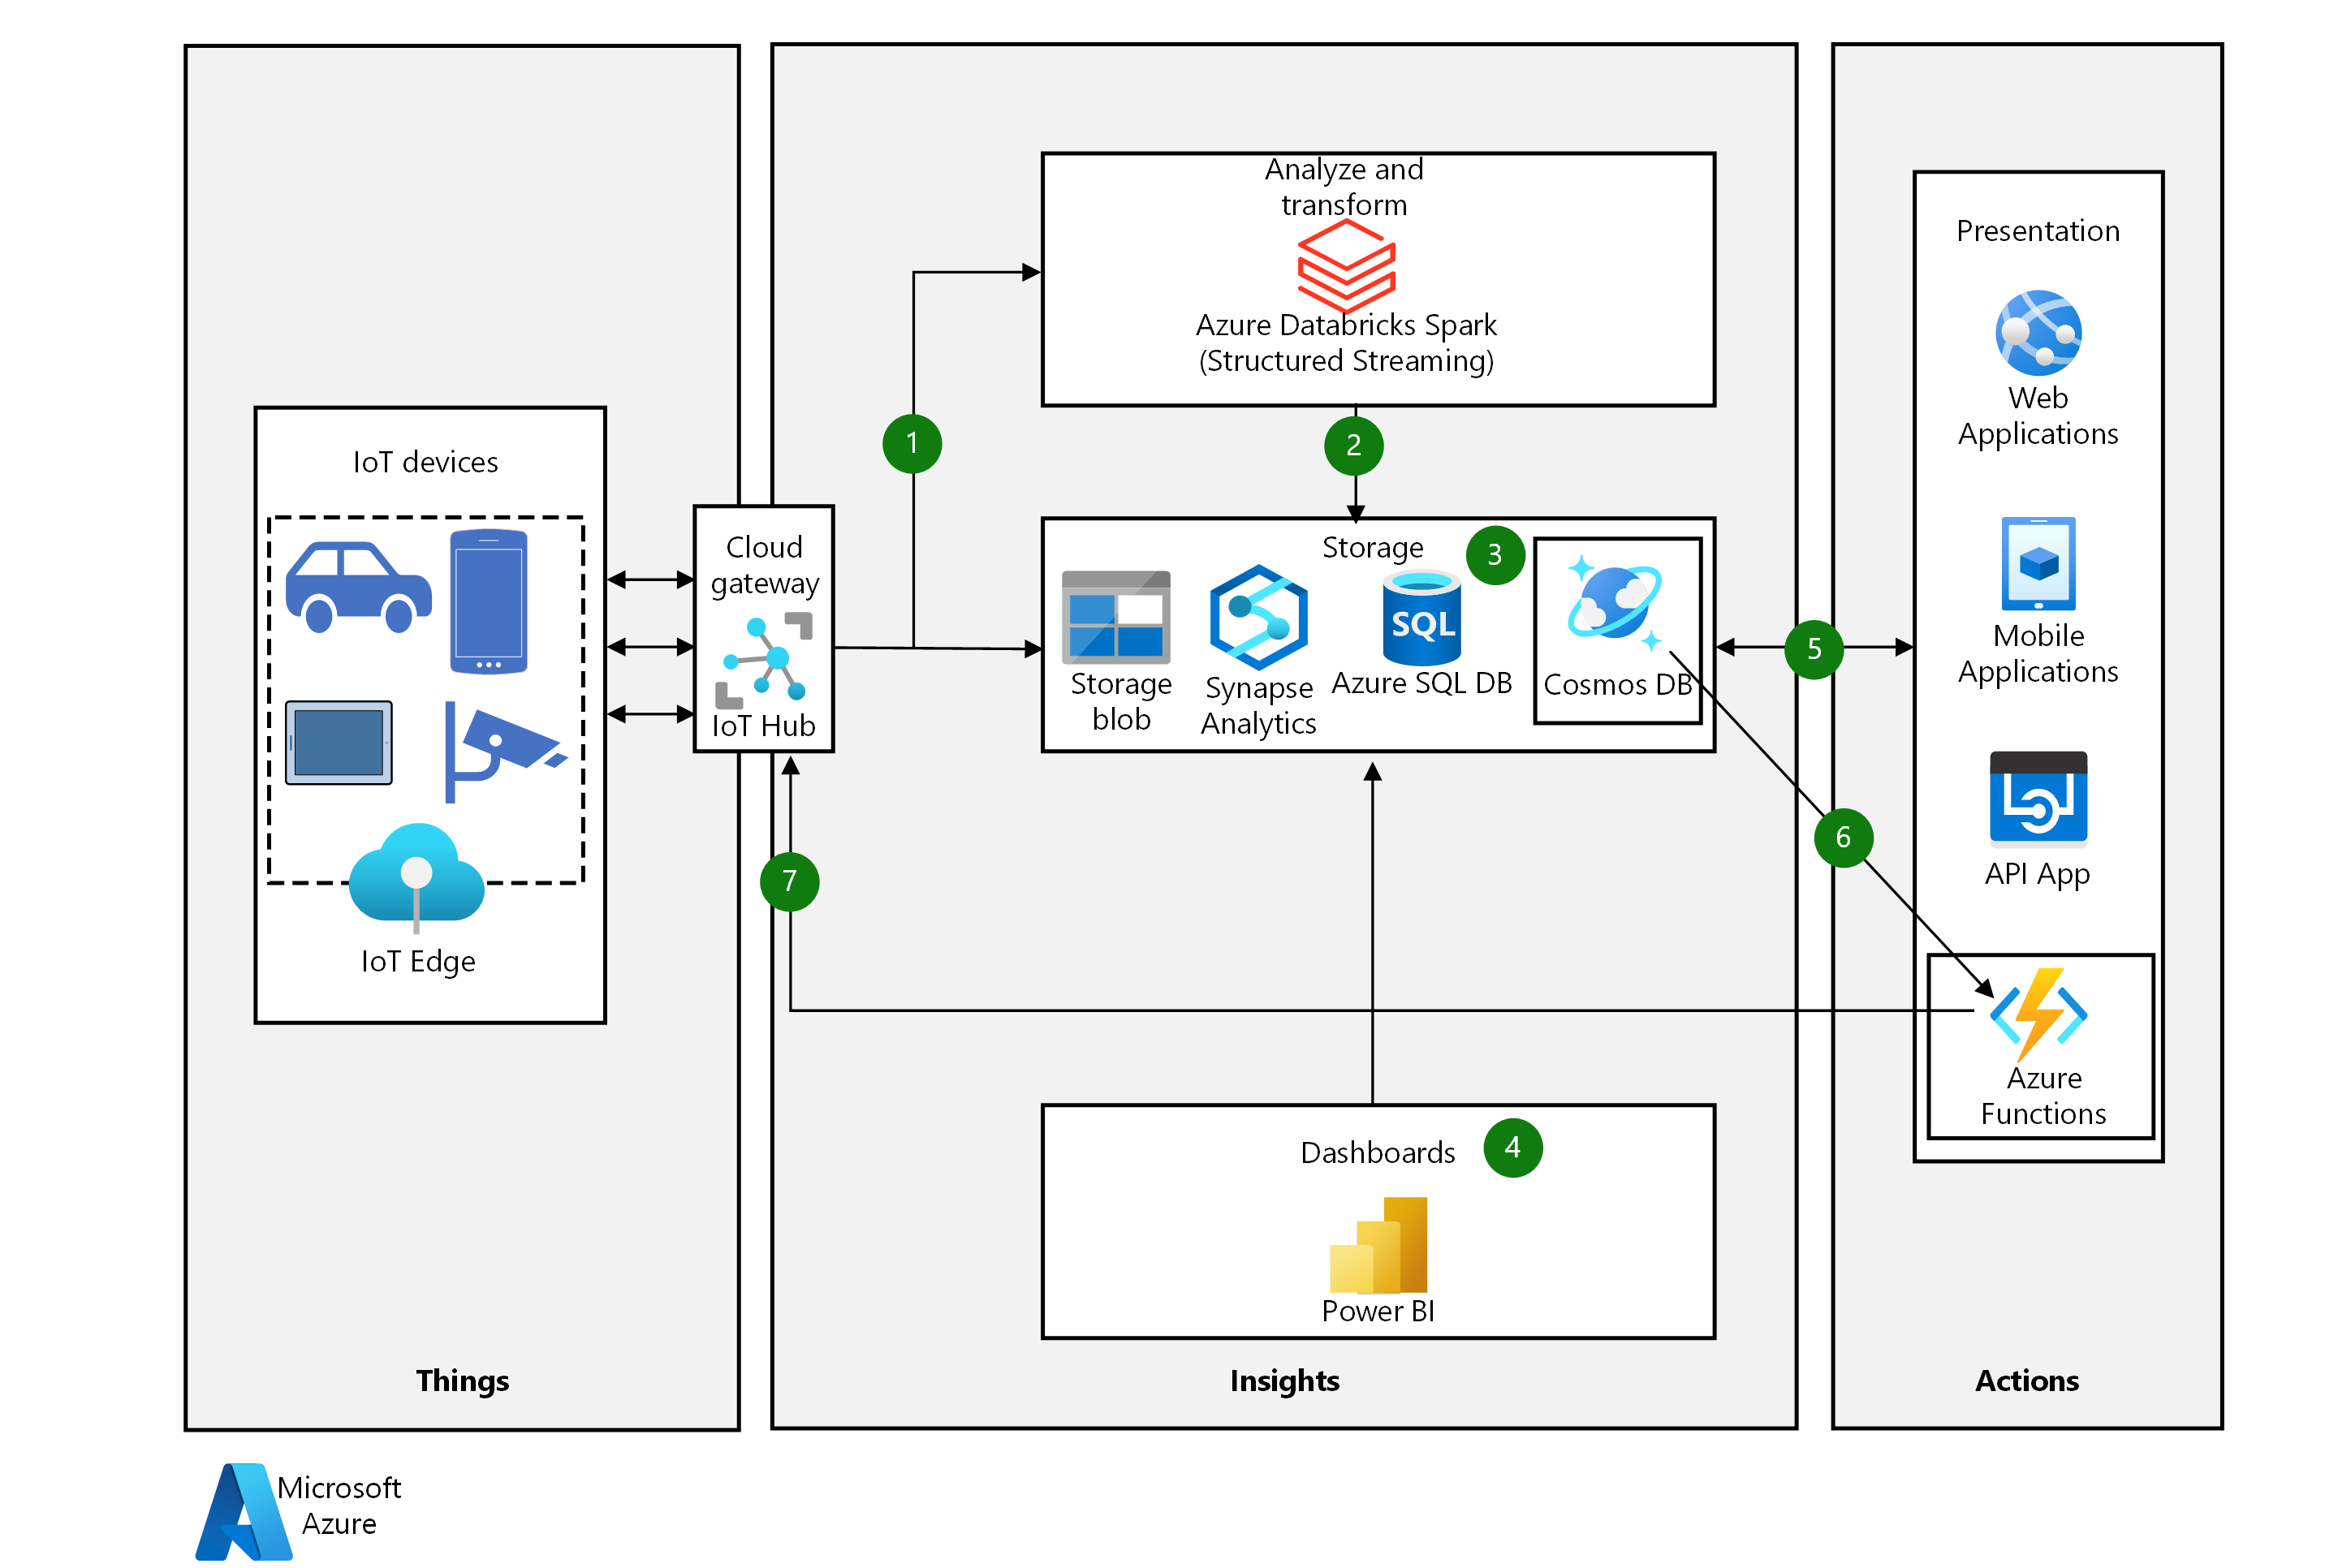 IoT devices
IoT Edge
Things
Cloud
gateway
IoT Hub
1
7
Analyze and
transform
Azure Databricks Spark
(Structured Streaming)
2
Storage
3
Storage
blob
Synapse
Analytics
SQL
Azure SQL DB
Cosmos DB
Dashboards
4
Power BI
Insights
5
6
Presentation
Web
Applications
Mobile
Applications
API App
Azure
Functions
Actions
Microsoft
Azure